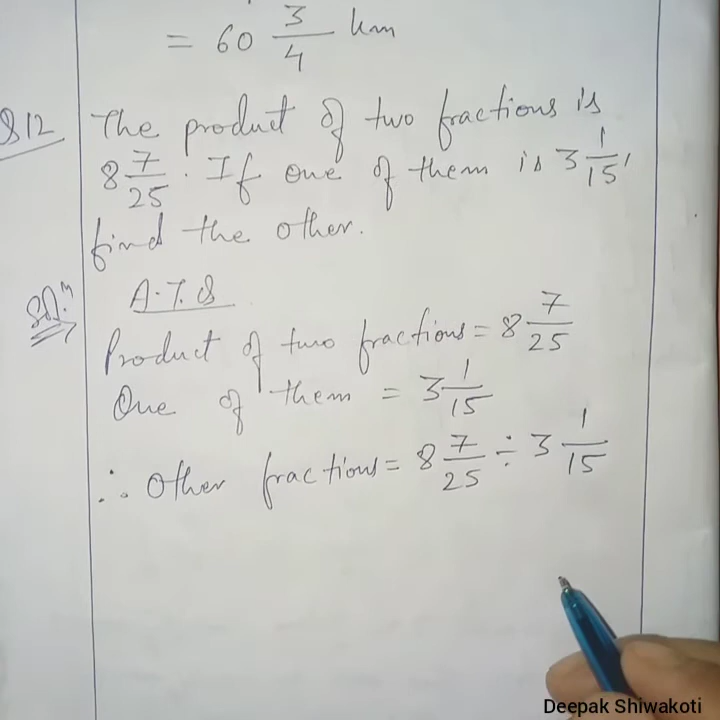 = 60 3/4 km
Q12 The product of two fractions is
8 7/25. If one of them is 3 1/15,
find the other.
Solⁿ A.T.Q
Product of two fractions = 8 7/25
One of them = 3 1/15
∴ Other fractions = 8 7/25 ÷ 3 1/15
Deepak Shiwakoti